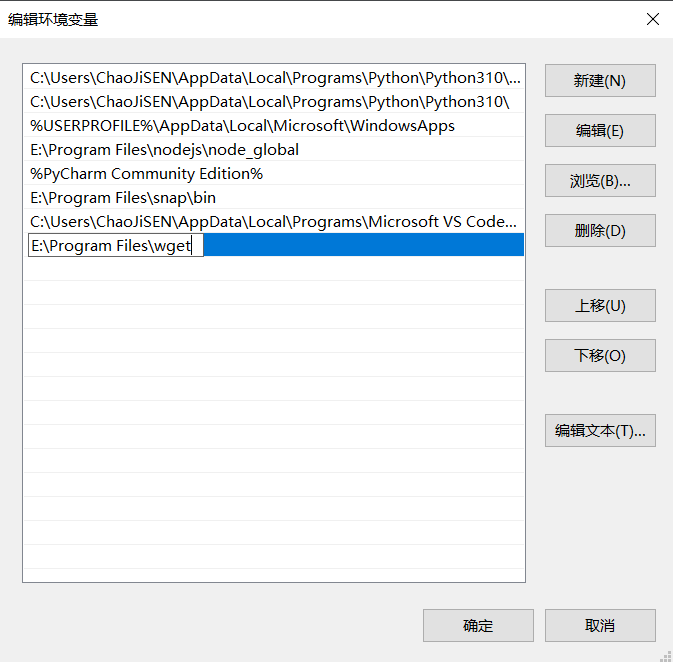 编辑环境变量
C:\Users\ChaoJiSEN\AppData\Local\Programs\Python\Python310\...
C:\Users\ChaoJiSEN\AppData\Local\Programs\Python\Python310\
%USERPROFILE%\AppData\Local\Microsoft\WindowsApps
E:\Program Files\nodejs\node_global
%PyCharm Community Edition%
E:\Program Files\snap\bin
C:\Users\ChaoJiSEN\AppData\Local\Programs\Microsoft VS Code...
E:\Program Files\wget
新建(N)
编辑(E)
浏览(B)...
删除(D)
上移(U)
下移(O)
编辑文本(T)...
确定
取消